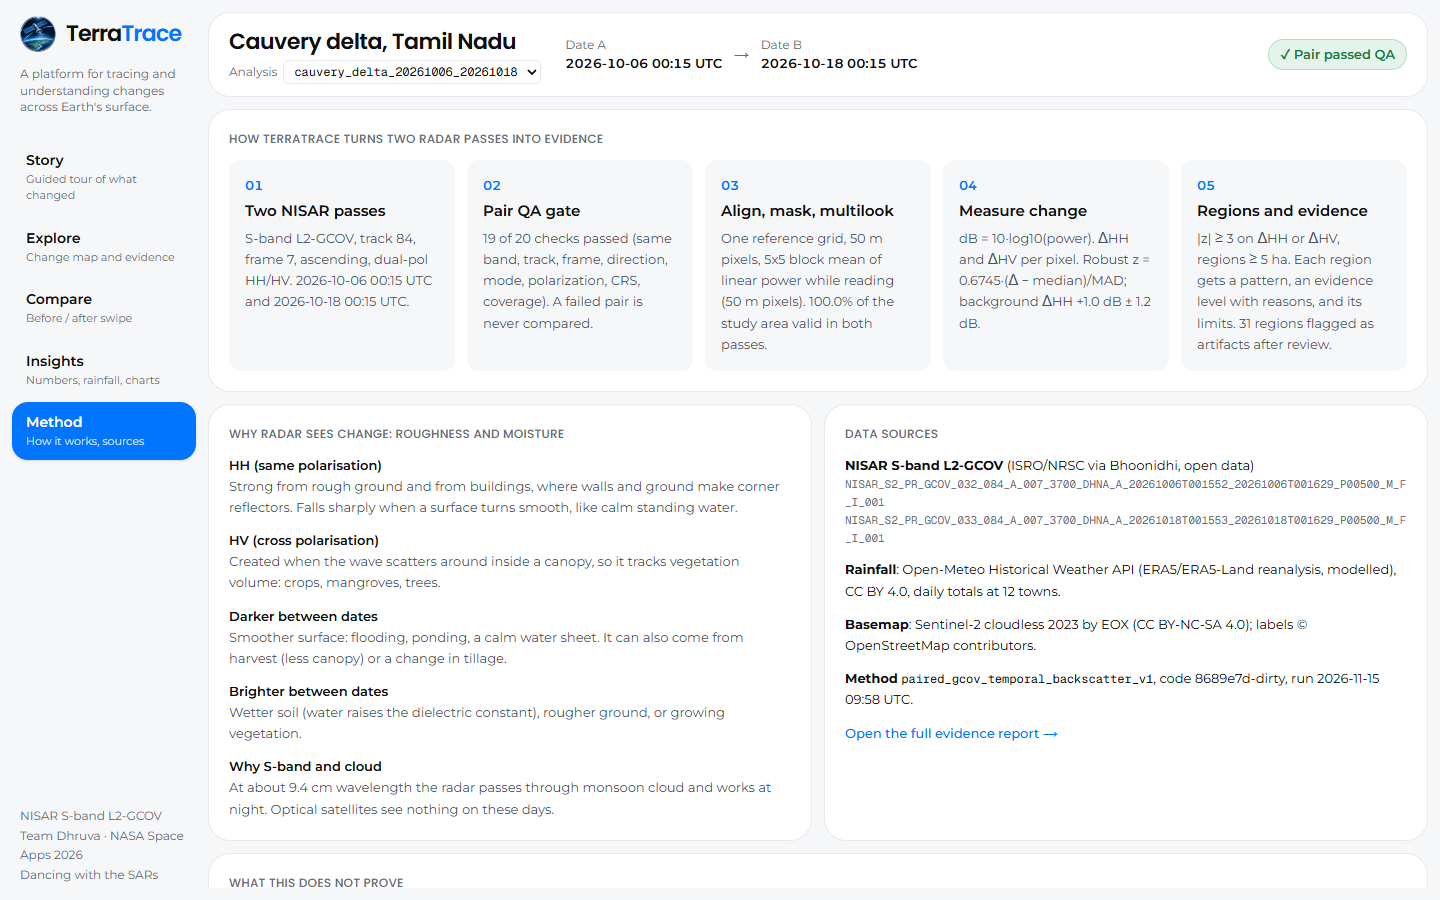 TerraTrace
A platform for tracing and
understanding changes
across Earth's surface.
Story
Guided tour of what
changed
Explore
Change map and evidence
Compare
Before / after swipe
Insights
Numbers, rainfall, charts
Method
How it works, sources
NISAR S-band L2-GCOV
Team Dhruva · NASA Space
Apps 2026
Dancing with the SARs
Cauvery delta, Tamil Nadu
Analysis cauvery_delta_20261006_20261018
Date A
2026-10-06 00:15 UTC
→
Date B
2026-10-18 00:15 UTC
✓ Pair passed QA
HOW TERRATRACE TURNS TWO RADAR PASSES INTO EVIDENCE
01
Two NISAR passes
S-band L2-GCOV, track 84,
frame 7, ascending, dual-pol
HH/HV. 2026-10-06 00:15 UTC
and 2026-10-18 00:15 UTC.
02
Pair QA gate
19 of 20 checks passed (same
band, track, frame, direction,
mode, polarization, CRS,
coverage). A failed pair is
never compared.
03
Align, mask, multilook
One reference grid, 50 m
pixels, 5x5 block mean of
linear power while reading
(50 m pixels). 100.0% of the
study area valid in both
passes.
04
Measure change
dB = 10·log10(power). ΔHH
and ΔHV per pixel. Robust z =
0.6745·(Δ − median)/MAD;
background ΔHH +1.0 dB ± 1.2
dB.
05
Regions and evidence
|z| ≥ 3 on ΔHH or ΔHV,
regions ≥ 5 ha. Each region
gets a pattern, an evidence
level with reasons, and its
limits. 31 regions flagged as
artifacts after review.
WHY RADAR SEES CHANGE: ROUGHNESS AND MOISTURE
HH (same polarisation)
Strong from rough ground and from buildings, where walls and ground make corner
reflectors. Falls sharply when a surface turns smooth, like calm standing water.
HV (cross polarisation)
Created when the wave scatters around inside a canopy, so it tracks vegetation
volume: crops, mangroves, trees.
Darker between dates
Smoother surface: flooding, ponding, a calm water sheet. It can also come from
harvest (less canopy) or a change in tillage.
Brighter between dates
Wetter soil (water raises the dielectric constant), rougher ground, or growing
vegetation.
Why S-band and cloud
At about 9.4 cm wavelength the radar passes through monsoon cloud and works at
night. Optical satellites see nothing on these days.
DATA SOURCES
NISAR S-band L2-GCOV (ISRO/NRSC via Bhoonidhi, open data)
NISAR_S2_PR_GCOV_032_084_A_007_3700_DHNA_A_20261006T001552_20261006T001629_P00500_M_F
_I_001
NISAR_S2_PR_GCOV_033_084_A_007_3700_DHNA_A_20261018T001553_20261018T001629_P00500_M_F
_I_001
Rainfall: Open-Meteo Historical Weather API (ERA5/ERA5-Land reanalysis, modelled),
CC BY 4.0, daily totals at 12 towns.
Basemap: Sentinel-2 cloudless 2023 by EOX (CC BY-NC-SA 4.0); labels ©
OpenStreetMap contributors.
Method paired_gcov_temporal_backscatter_v1, code 8689e7d-dirty, run 2026-11-15
09:58 UTC.
Open the full evidence report →
WHAT THIS DOES NOT PROVE